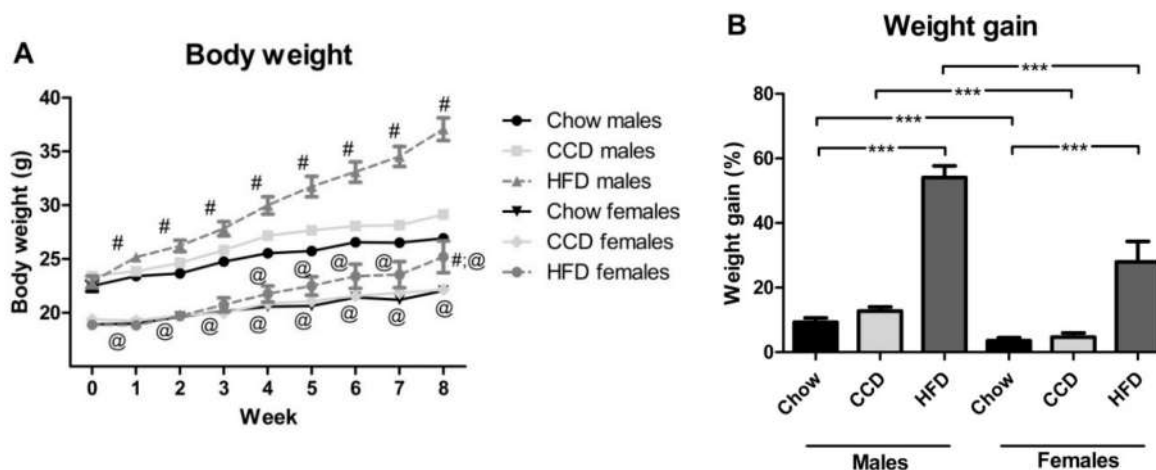 A
Body weight
Body weight (g)
40
35
30
25
20
# # # # # # # #
@ @ @ @ #;@
@ @ @ @ @ @ @ @
0 1 2 3 4 5 6 7 8
Week
Chow males
CCD males
HFD males
Chow females
CCD females
HFD females
B
Weight gain
Weight gain (%)
80
60
40
20
0
***
***
***
*** ***
Chow CCD HFD Chow CCD HFD
Males Females